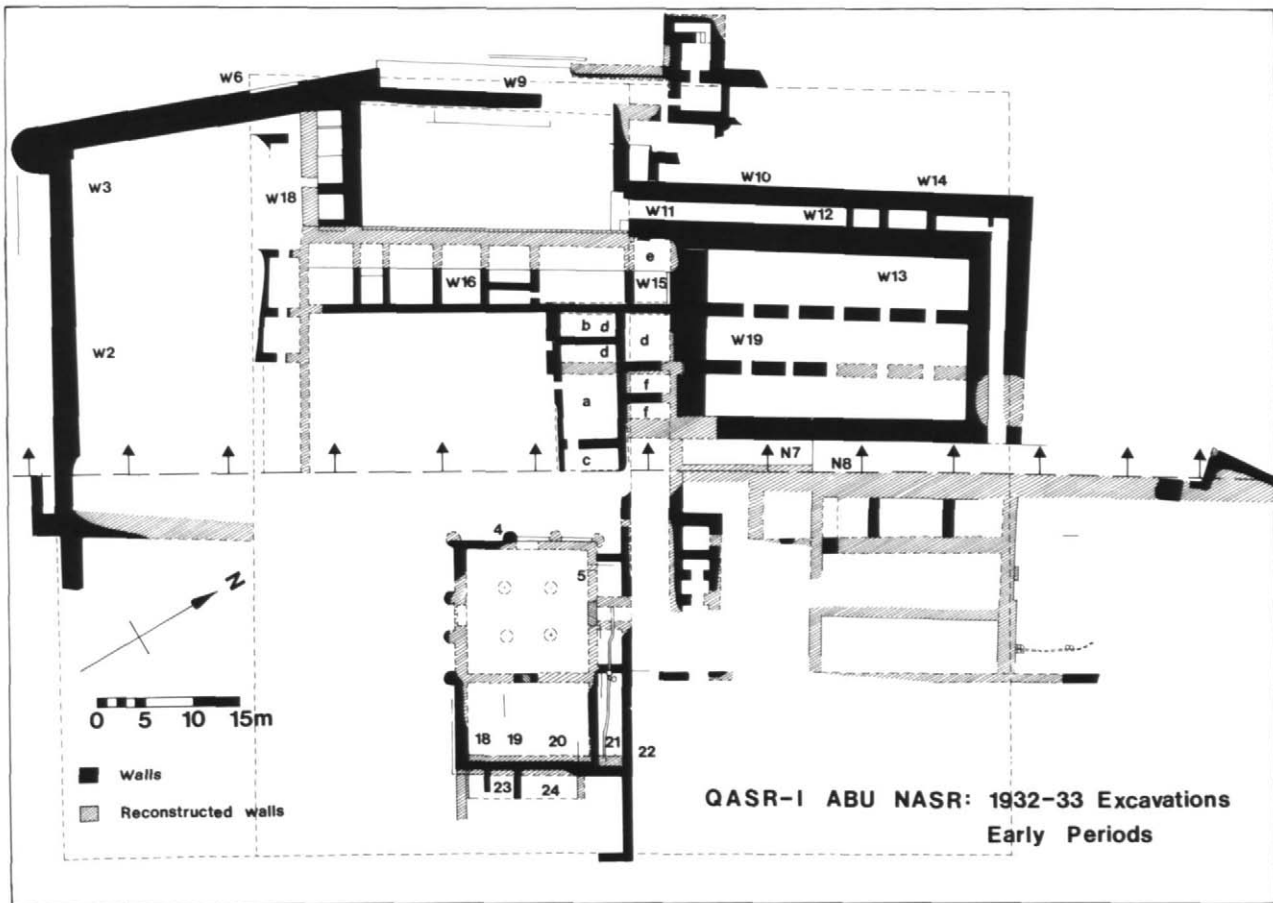 W6
W9
W3
W10
W14
W18
W11
W12
e
W13
W16
W15
b
d
d
W19
d
W2
f
a
f
c
N7
N8
4
N
5
0 5 10 15m
18
19
20
21
22
Walls
23
24
Reconstructed walls
QASR-I ABU NASR: 1932-33 Excavations
Early Periods